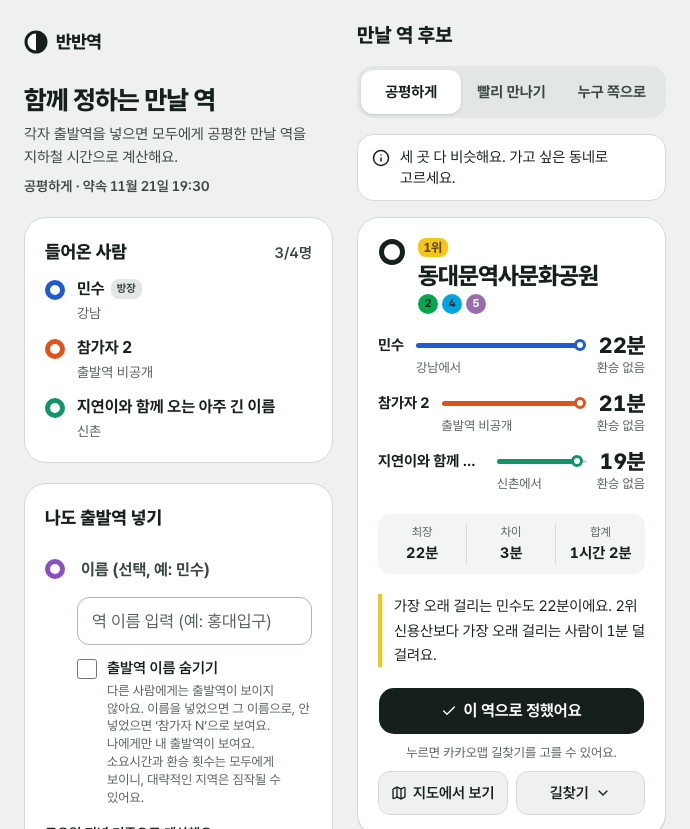 반반역
함께 정하는 만날 역
각자 출발역을 넣으면 모두에게 공평한 만날 역을
지하철 시간으로 계산해요.
공평하게 · 약속 11월 21일 19:30
들어온 사람
3/4명
민수 방장
강남
참가자 2
출발역 비공개
지연이와 함께 오는 아주 긴 이름
신촌
나도 출발역 넣기
이름 (선택, 예: 민수)
역 이름 입력 (예: 홍대입구)
출발역 이름 숨기기
다른 사람에게는 출발역이 보이지
않아요. 이름을 넣었으면 그 이름으로, 안
넣었으면 ‘참가자 N’으로 보여요.
나에게만 내 출발역이 보여요.
소요시간과 환승 횟수는 모두에게
보이니, 대략적인 지역은 짐작될 수
있어요.
만날 역 후보
공평하게 빨리 만나기 누구 쪽으로
세 곳 다 비슷해요. 가고 싶은 동네로
고르세요.
1위
동대문역사문화공원
2 4 5
민수 22분
강남에서 환승 없음
참가자 2 21분
출발역 비공개 환승 없음
지연이와 함께 ... 19분
신촌에서 환승 없음
최장 차이 합계
22분 3분 1시간 2분
가장 오래 걸리는 민수도 22분이에요. 2위
신용산보다 가장 오래 걸리는 사람이 1분 덜
걸려요.
이 역으로 정했어요
누르면 카카오맵 길찾기를 고를 수 있어요.
지도에서 보기 길찾기